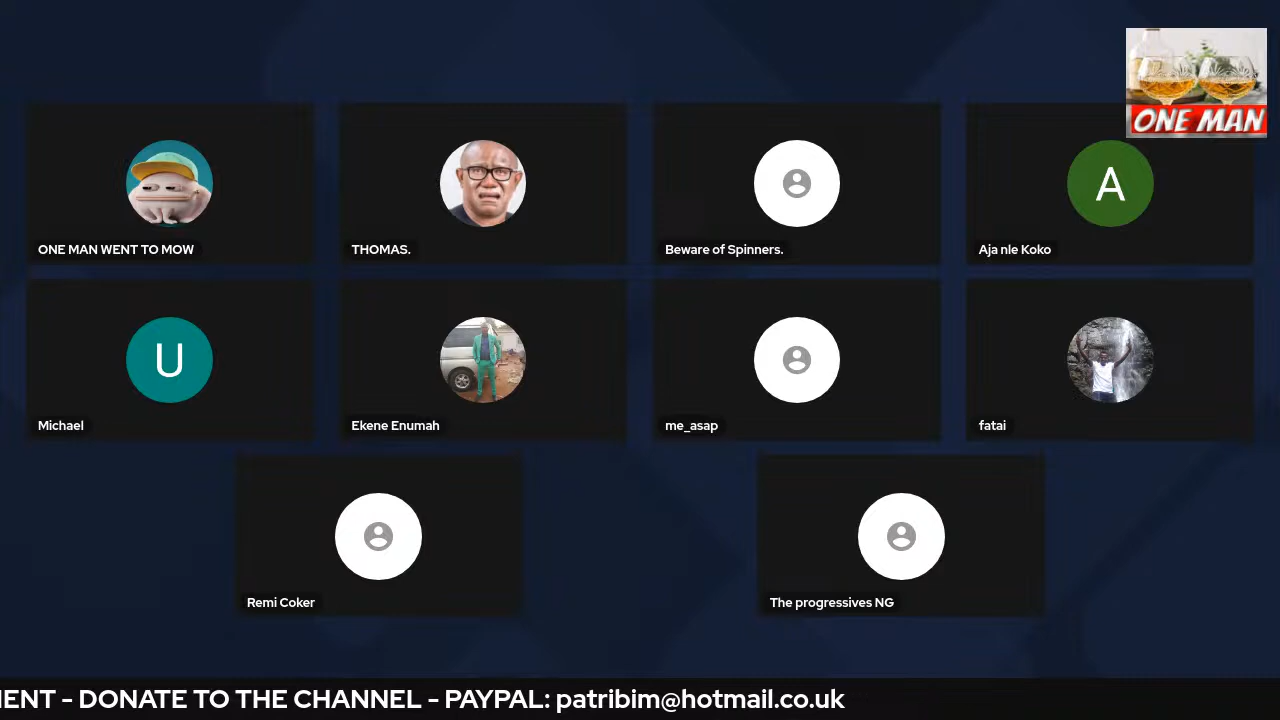 ONE MAN
ONE MAN WENT TO MOW
THOMAS.
Beware of Spinners.
A
Aja nle Koko
U
Michael
Ekene Enumah
me_asap
fatai
Remi Coker
The progressives NG
- DONATE TO THE CHANNEL - PAYPAL: patribim@hotmail.co.uk